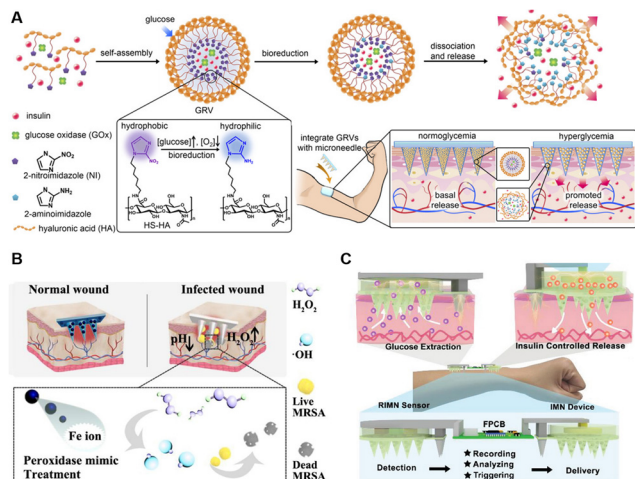 A
glucose
self-assembly
bioreduction
dissociation
and release
GRV
insulin
glucose oxidase (GOx)
2-nitroimidazole (NI)
2-aminoimidazole
hyaluronic acid (HA)
hydrophobic
hydrophilic
[glucose]↑, [O₂]↓
bioreduction
HS-HA
integrate GRVs
with microneedle
normoglycemia
hyperglycemia
basal
release
promoted
release
B
Normal wound
Infected wound
pH↓
H₂O₂↑
H₂O₂
·OH
Live
MRSA
Dead
MRSA
Fe ion
Peroxidase mimic
Treatment
C
Glucose Extraction
Insulin Controlled Release
RIMN Sensor
IMN Device
FPCB
Detection
★ Recording
★ Analyzing
★ Triggering
Delivery